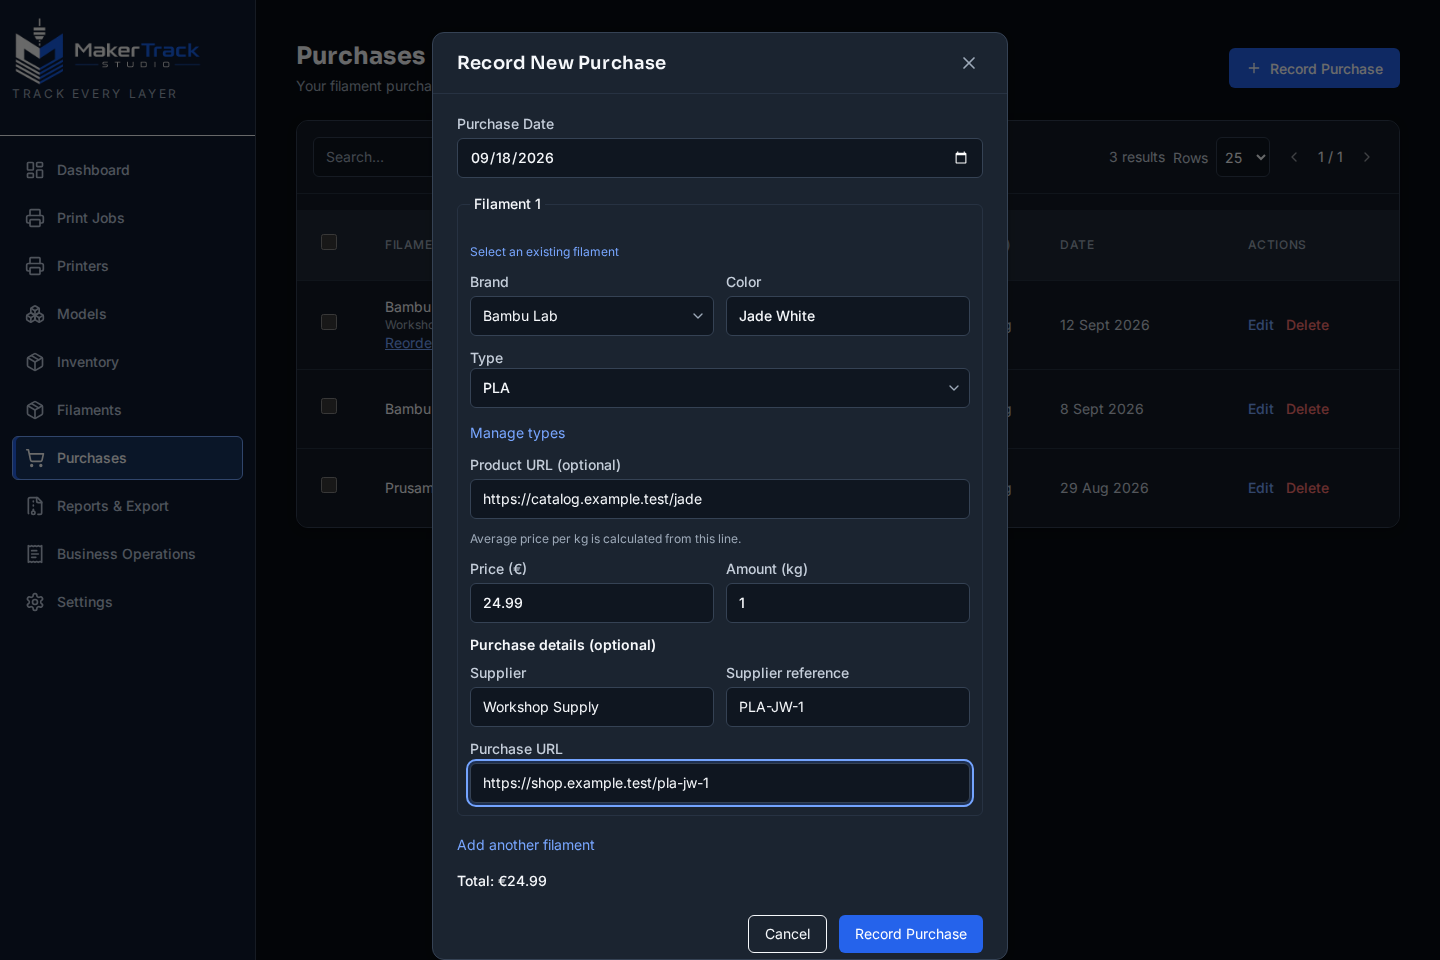 MakerTrack
STUDIO
TRACK EVERY LAYER
Dashboard
Print Jobs
Printers
Models
Inventory
Filaments
Purchases
Reports & Export
Business Operations
Settings
Purchases
Your filament purcha
+ Record Purchase
Search...
3 results Rows 25 1 / 1
FILAME DATE ACTIONS
Bambu
Worksho
Reorde
g 12 Sept 2026 Edit Delete
Bambu g 8 Sept 2026 Edit Delete
Prusam g 29 Aug 2026 Edit Delete
Record New Purchase
Purchase Date
09/18/2026
Filament 1
Select an existing filament
Brand Color
Bambu Lab Jade White
Type
PLA
Manage types
Product URL (optional)
https://catalog.example.test/jade
Average price per kg is calculated from this line.
Price (€) Amount (kg)
24.99 1
Purchase details (optional)
Supplier Supplier reference
Workshop Supply PLA-JW-1
Purchase URL
https://shop.example.test/pla-jw-1
Add another filament
Total: €24.99
Cancel Record Purchase